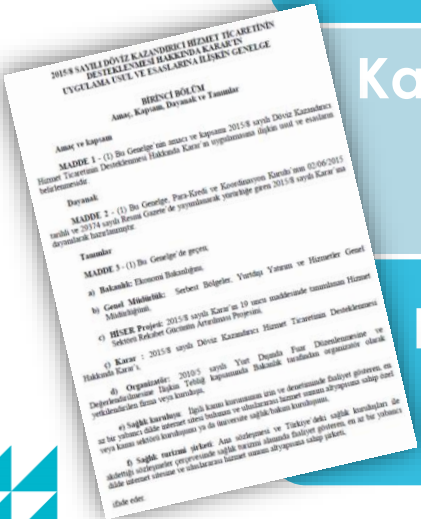 2015/8 SAYILI DÖVİZ KAZANDIRICI HİZMET TİCARETİNİN
DESTEKLENMESİ HAKKINDA KARAR'IN
UYGULAMA USUL VE ESASLARINA İLİŞKİN GENELGE
BİRİNCİ BÖLÜM
Amaç, Kapsam, Dayanak ve Tanımlar
Amaç ve kapsam
MADDE 1 - (1) Bu Genelge'nin amacı ve kapsamı 2015/8 sayılı Döviz Kazandırıcı
Hizmet Ticaretinin Desteklenmesi Hakkında Karar'ın uygulamasına ilişkin usul ve esasların
belirlenmesidir.
Dayanak
MADDE 2 - (1) Bu Genelge, Para-Kredi ve Koordinasyon Kurulu'nun 02/06/2015
tarihli ve 29374 sayılı Resmi Gazete'de yayımlanarak yürürlüğe giren 2015/8 sayılı Karar'ına
dayanılarak hazırlanmıştır.
Tanımlar
MADDE 3 - (1) Bu Genelge'de geçen;
a) Bakanlık: Ekonomi Bakanlığını,
b) Genel Müdürlük: Serbest Bölgeler, Yurtdışı Yatırım ve Hizmetler Genel
Müdürlüğünü,
c) HİSER Projesi: 2015/8 sayılı Karar'ın 19 uncu maddesinde tanımlanan Hizmet
Sektörü Rekabet Gücünün Artırılması Projesini,
ç) Karar : 2015/8 sayılı Döviz Kazandırıcı Hizmet Ticaretinin Desteklenmesi
Hakkında Karar'ı,
d) Organizatör: 2010/5 sayılı Yurt Dışında Fuar Düzenlenmesine ve
Değerlendirilmesine İlişkin Tebliğ kapsamında Bakanlık tarafından organizatör olarak
yetkilendirilen firma veya kuruluşu,
e) Sağlık kuruluşu: İlgili kamu kurumunun izin ve denetiminde faaliyet gösteren, en
az bir yabancı dilde internet sitesi bulunan ve uluslararası hizmet sunum altyapısına sahip özel
veya kamu sektörü kuruluşunu ya da üniversite sağlık/bakım kuruluşunu,
f) Sağlık turizmi şirketi: Ana sözleşmesi ve Türkiye'deki sağlık kuruluşları ile
akdettiği sözleşmeler çerçevesinde sağlık turizmi alanında faaliyet gösteren, en az bir yabancı
dilde internet sitesine ve uluslararası hizmet sunum altyapısına sahip şirketi,
ifade eder.
Ka